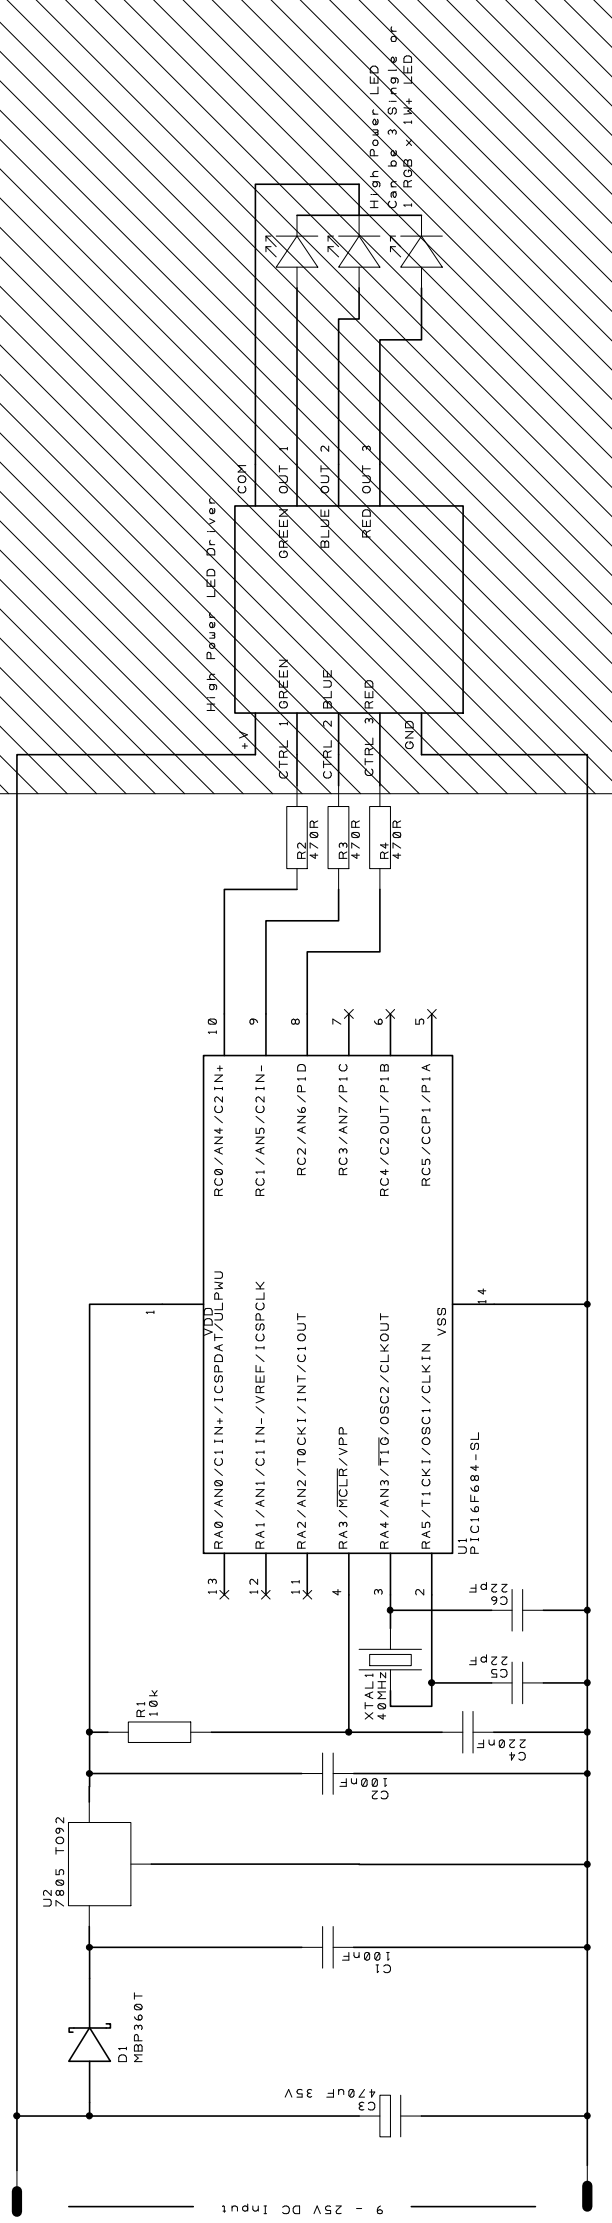 High Power LED
Can be 3 Single or
1 RGB x 1W+ LED
COM
GREEN OUT 1
BLUE OUT 2
RED OUT 3
High Power LED Driver
+V
CTRL 1 GREEN
CTRL 2 BLUE
CTRL 3 RED
GND
R2
470R
R3
470R
R4
470R
10
9
8
7
6
5
RC0/AN4/C2IN+
RC1/AN5/C2IN-
RC2/AN6/P1D
RC3/AN7/P1C
RC4/C2OUT/P1B
RC5/CCP1/P1A
1
VDD
14
VSS
RA0/AN0/C1IN+/ICSPDAT/ULPWU
RA1/AN1/C1IN-/VREF/ICSPCLK
RA2/AN2/T0CKI/INT/C1OUT
RA3/MCLR/VPP
RA4/AN3/T1G/OSC2/CLKOUT
RA5/T1CKI/OSC1/CLKIN
U1
PIC16F684-SL
13
12
11
4
3
2
C6
22pF
C5
22pF
XTAL1
40MHz
R1
10k
C4
220nF
C2
100nF
U2
7805 TO92
C1
100nF
D1
MBP360T
C3
470uF 35V
9 - 25V DC Input